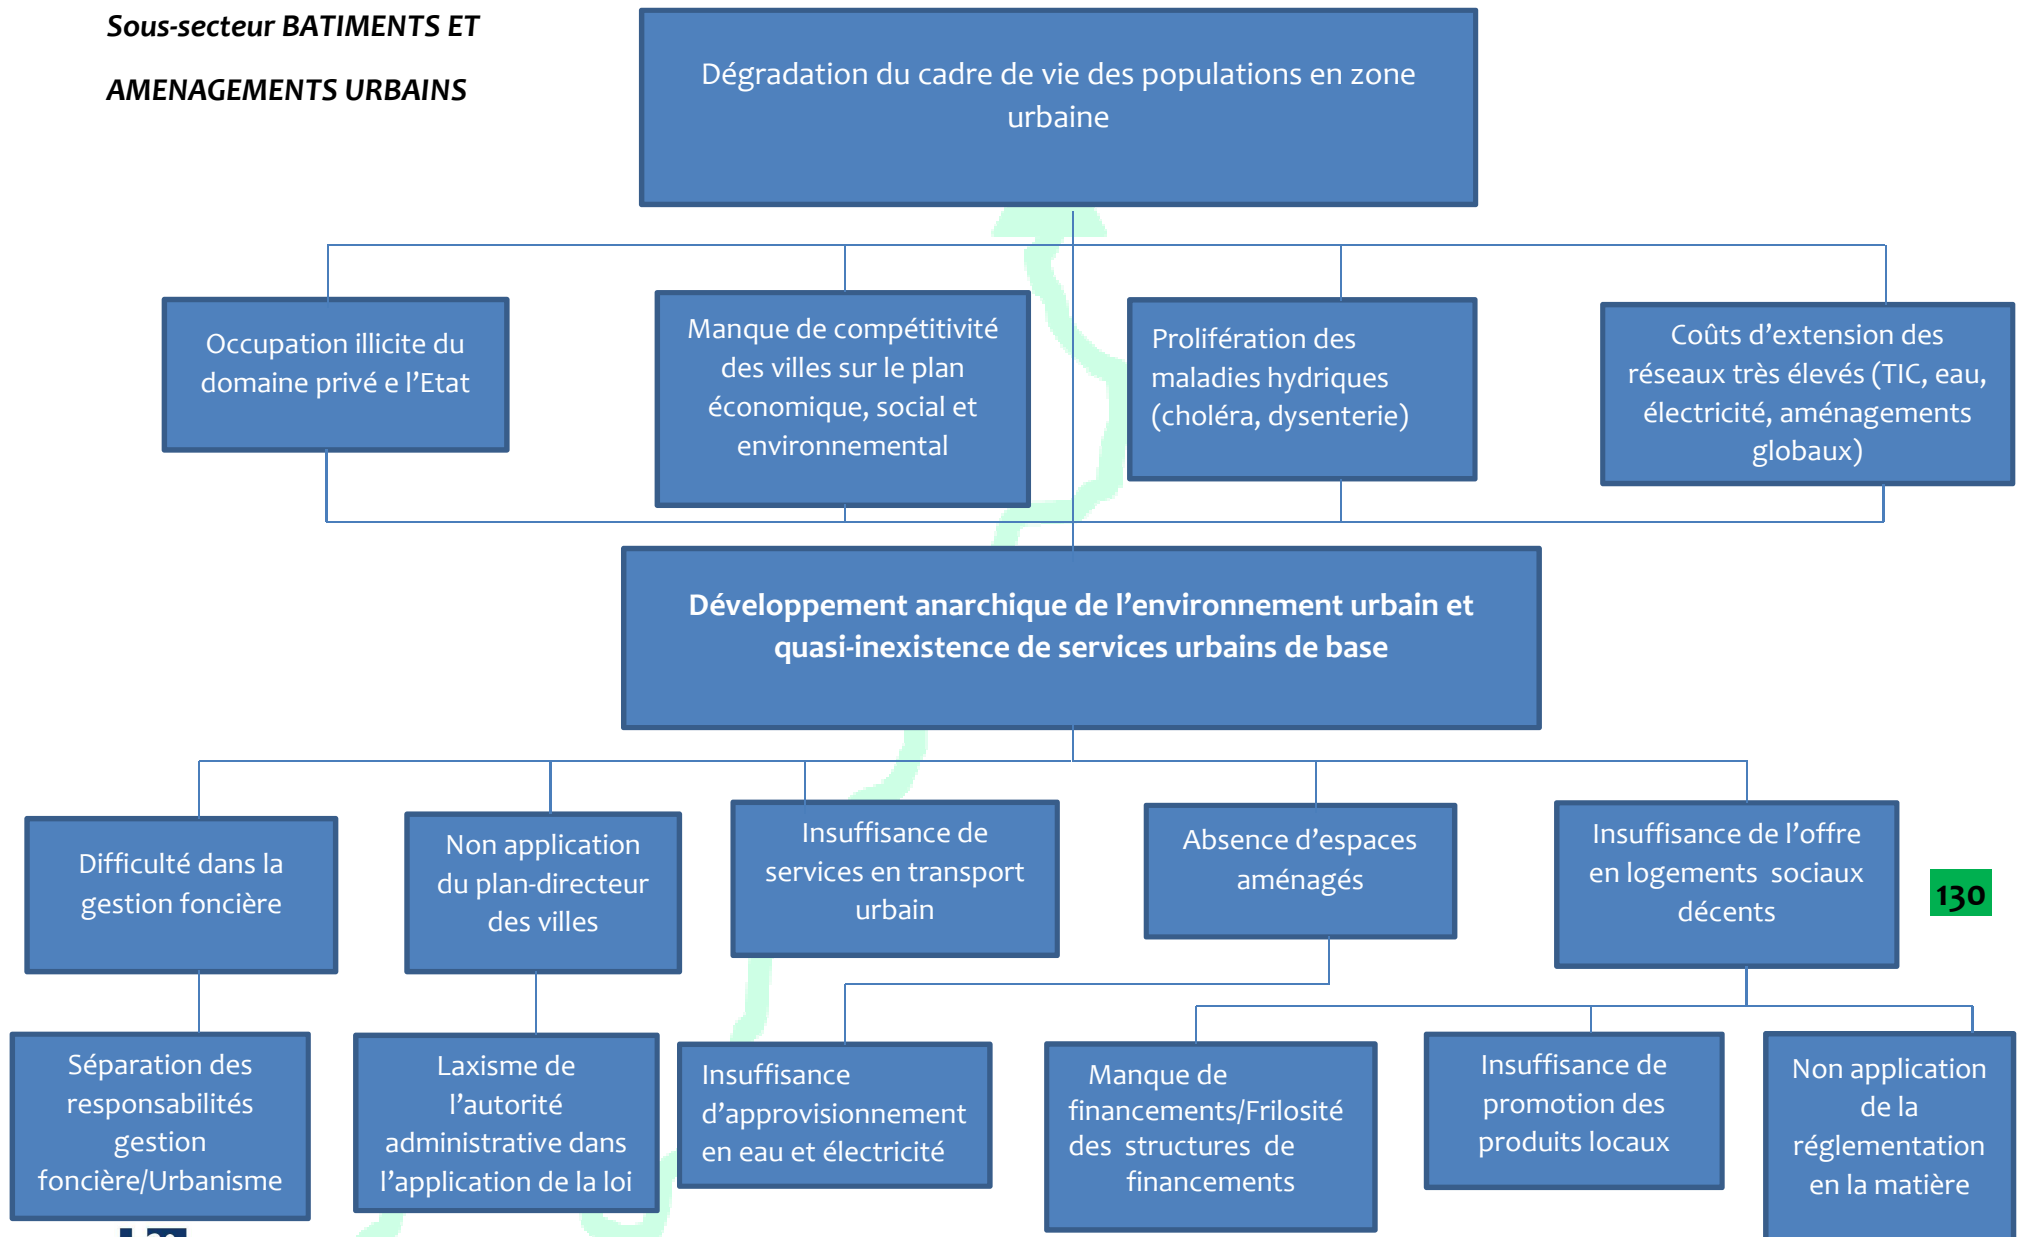 Sous-secteur BATIMENTS ET
AMENAGEMENTS URBAINS
Dégradation du cadre de vie des populations en zone
urbaine
Occupation illicite du
domaine privé e l’Etat
Manque de compétitivité
des villes sur le plan
économique, social et
environnemental
Prolifération des
maladies hydriques
(choléra, dysenterie)
Coûts d’extension des
réseaux très élevés (TIC, eau,
électricité, aménagements
globaux)
Développement anarchique de l’environnement urbain et
quasi-inexistence de services urbains de base
Difficulté dans la
gestion foncière
Non application
du plan-directeur
des villes
Insuffisance de
services en transport
urbain
Absence d’espaces
aménagés
Insuffisance de l’offre
en logements sociaux
décents
130
Séparation des
responsabilités
gestion
foncière/Urbanisme
Laxisme de
l’autorité
administrative dans
l’application de la loi
Insuffisance
d’approvisionnement
en eau et électricité
Manque de
financements/Frilosité
des structures de
financements
Insuffisance de
promotion des
produits locaux
Non application
de la
réglementation
en la matière